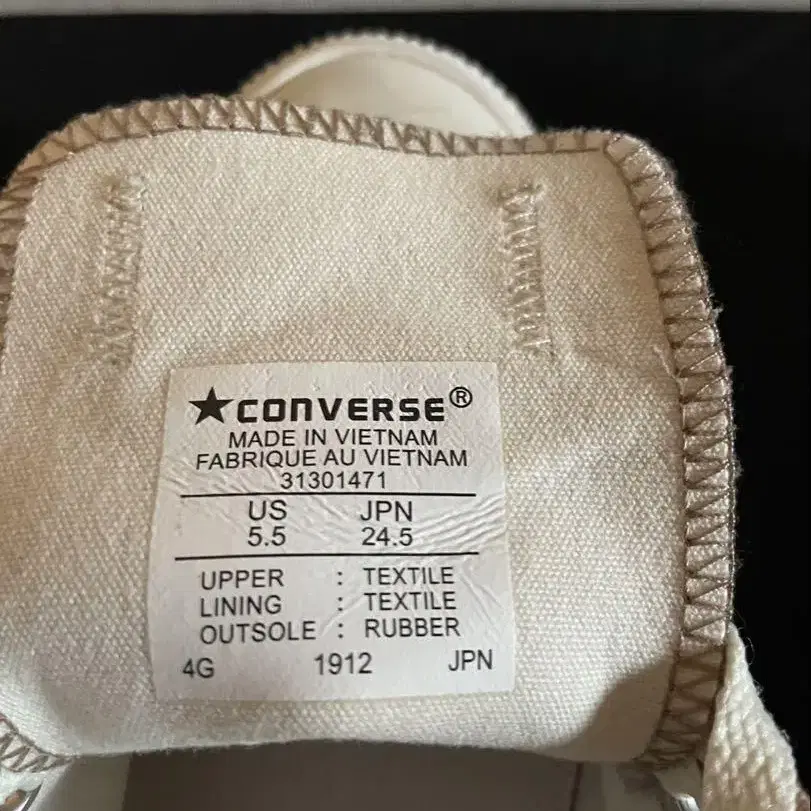 ★CONVERSE®
MADE IN VIETNAM
FABRIQUE AU VIETNAM
31301471
US JPN
5.5 24.5
UPPER : TEXTILE
LINING : TEXTILE
OUTSOLE : RUBBER
4G 1912 JPN